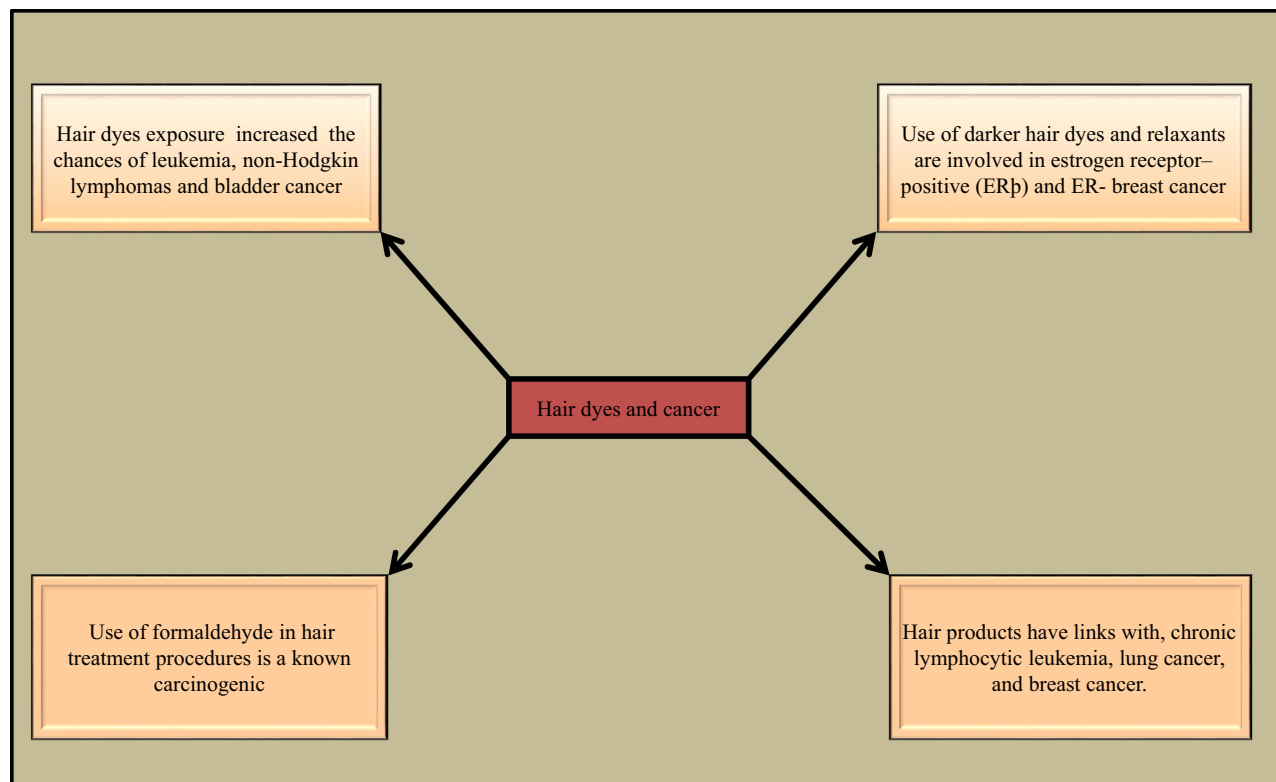 Hair dyes exposure  increased  the
chances of leukemia, non-Hodgkin
lymphomas and bladder cancer
Use of darker hair dyes and relaxants
are involved in estrogen receptor–
positive (ERþ) and ER- breast cancer
Hair dyes and cancer
Use of formaldehyde in hair
treatment procedures is a known
carcinogenic
Hair products have links with, chronic
lymphocytic leukemia, lung cancer,
and breast cancer.